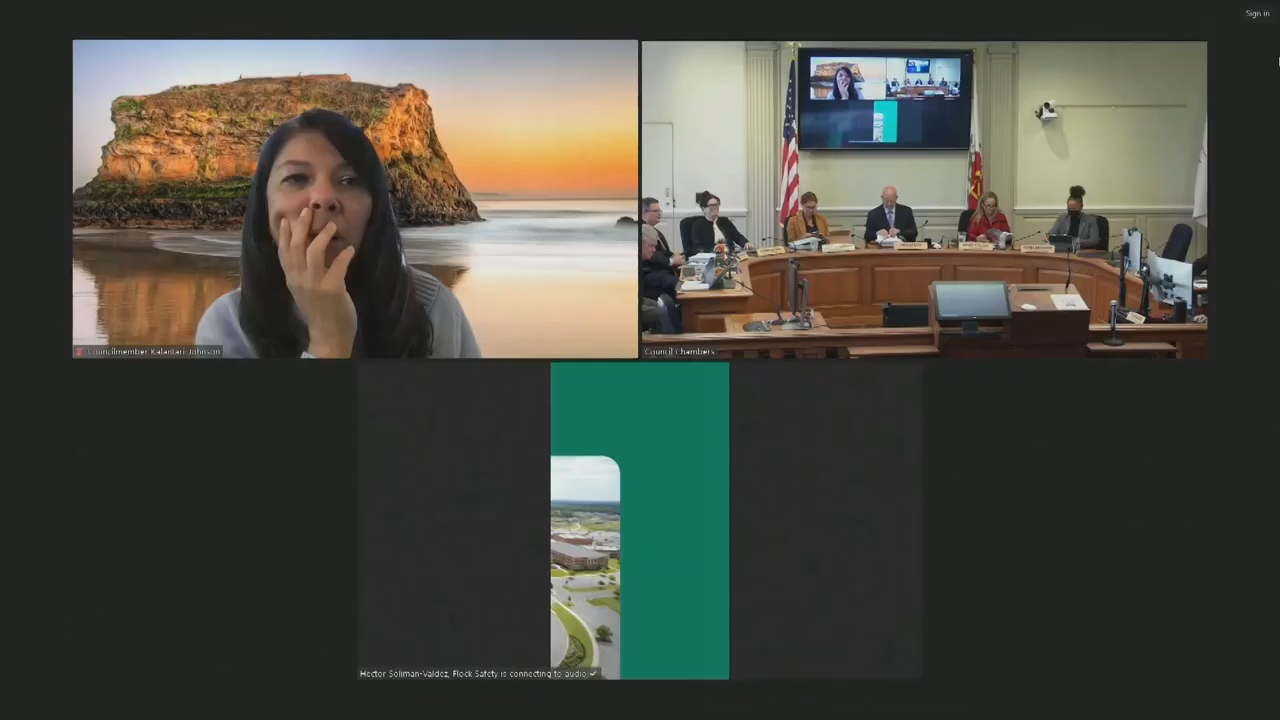 Sign in
Councilmember Kalantari-Johnson
Council Chambers
Hector Soliman-Valdez, Flock Safety is connecting to audio